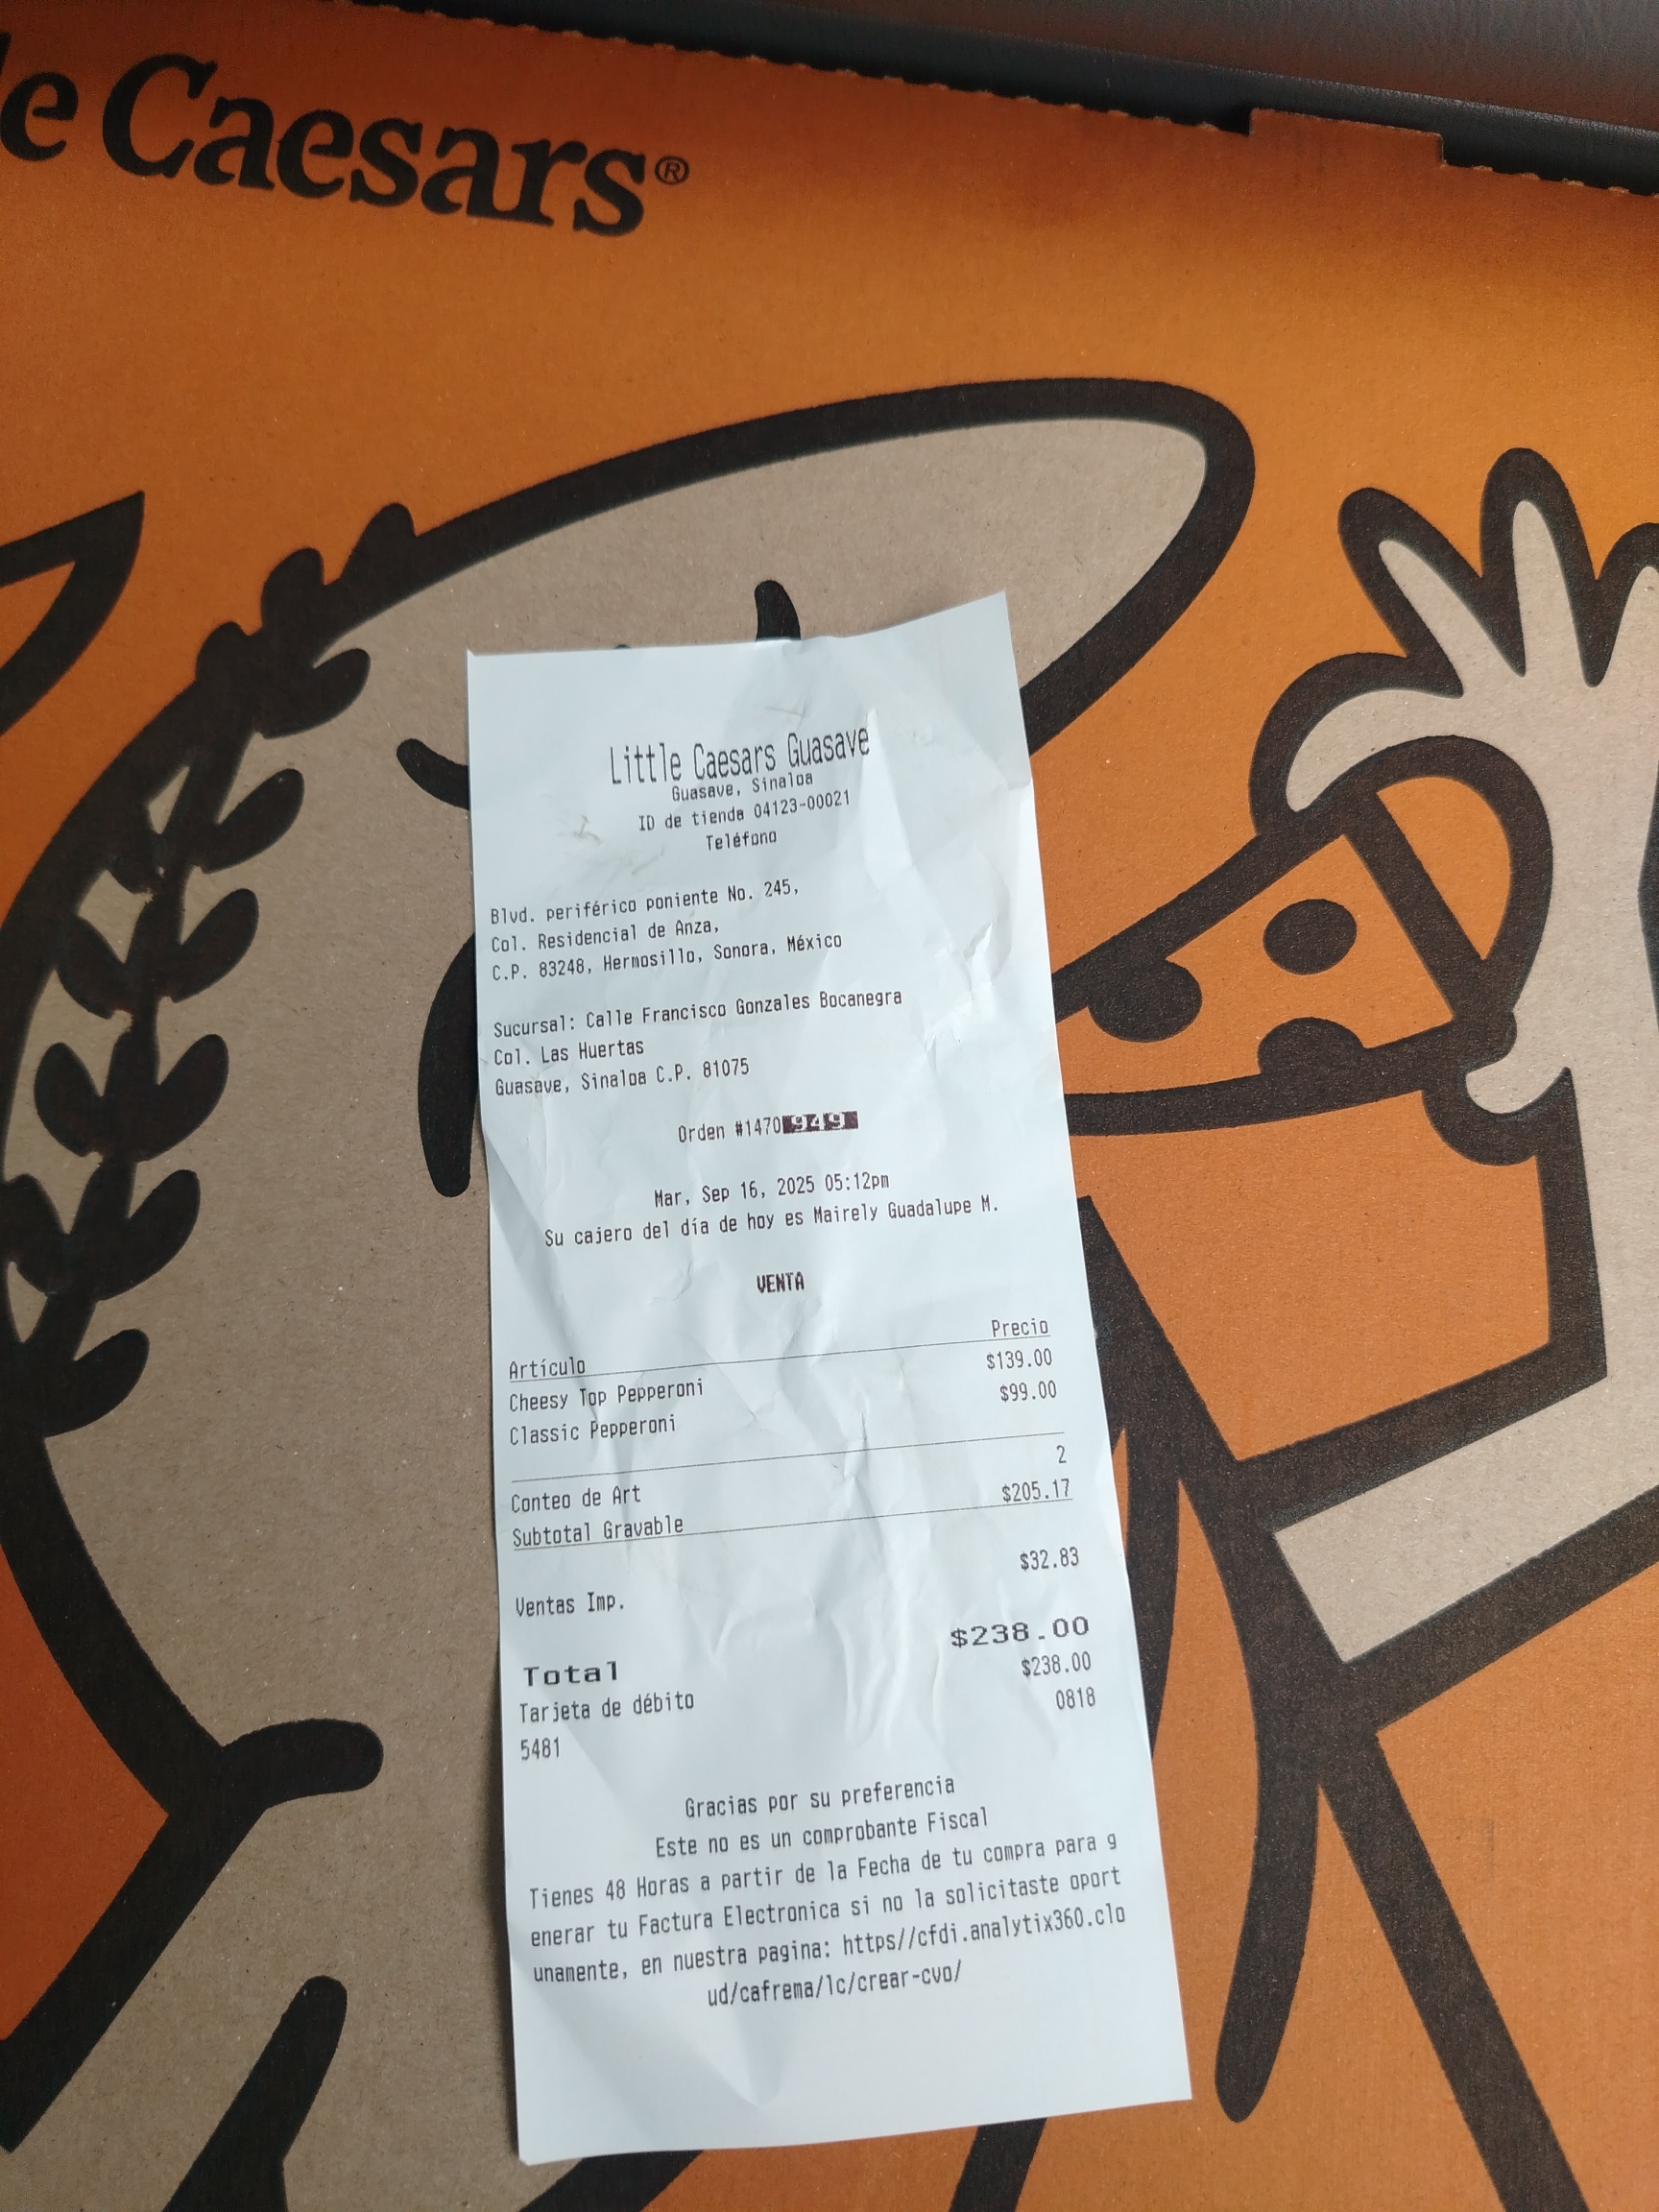 e Caesars®
Little Caesars Guasave
Guasave, Sinaloa
ID de tienda 04123-00021
Teléfono
Blvd. periférico poniente No. 245,
Col. Residencial de Anza,
C.P. 83248, Hermosillo, Sonora, México
Sucursal: Calle Francisco Gonzales Bocanegra
Col. Las Huertas
Guasave, Sinaloa C.P. 81075
Orden #1470949
Mar, Sep 16, 2025 05:12pm
Su cajero del día de hoy es Mairely Guadalupe M.
VENTA
Artículo Precio
Cheesy Top Pepperoni $139.00
Classic Pepperoni $99.00
Conteo de Art 2
Subtotal Gravable $205.17
Ventas Imp. $32.83
Total $238.00
Tarjeta de débito $238.00
5481 0818
Gracias por su preferencia
Este no es un comprobante Fiscal
Tienes 48 Horas a partir de la Fecha de tu compra para g
enerar tu Factura Electronica si no la solicitaste oport
unamente, en nuestra pagina: https//cfdi.analytix360.clo
ud/cafrema/lc/crear-cvo/